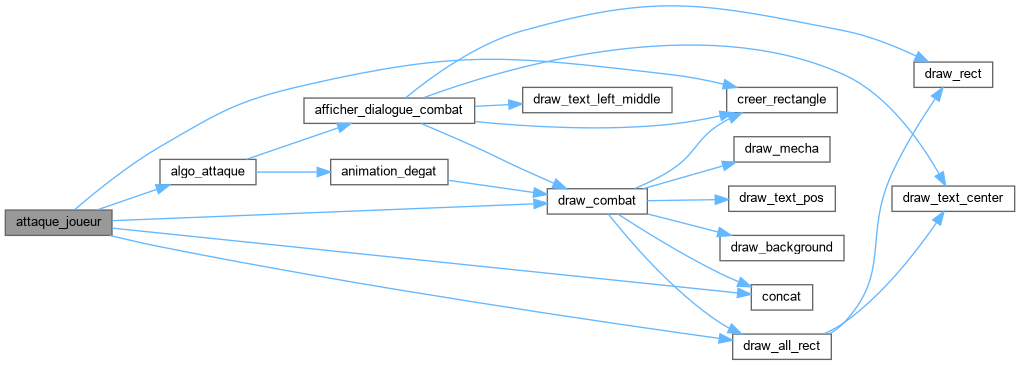 attaque_joueur
algo_attaque
afficher_dialogue_combat
animation_degat
draw_text_left_middle
draw_combat
creer_rectangle
draw_mecha
draw_text_pos
draw_background
concat
draw_all_rect
draw_rect
draw_text_center